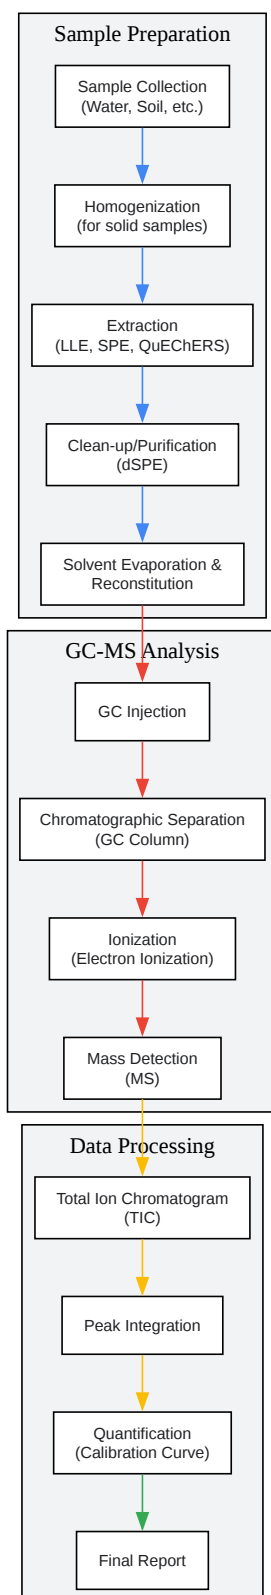 Sample Preparation
Sample Collection
(Water, Soil, etc.)
Homogenization
(for solid samples)
Extraction
(LLE, SPE, QuEChERS)
Clean-up/Purification
(dSPE)
Solvent Evaporation &
Reconstitution
GC-MS Analysis
GC Injection
Chromatographic Separation
(GC Column)
Ionization
(Electron Ionization)
Mass Detection
(MS)
Data Processing
Total Ion Chromatogram
(TIC)
Peak Integration
Quantification
(Calibration Curve)
Final Report